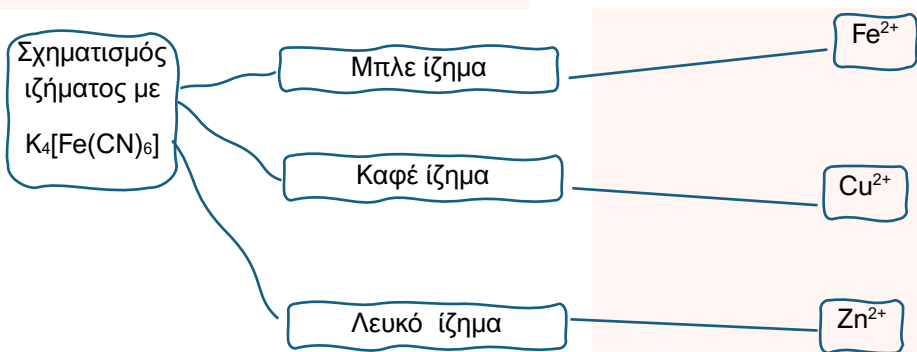 Σχηματισμός
ιζήματος με
K₄[Fe(CN)₆]
Μπλε ίζημα
Fe²⁺
Καφέ ίζημα
Cu²⁺
Λευκό ίζημα
Zn²⁺